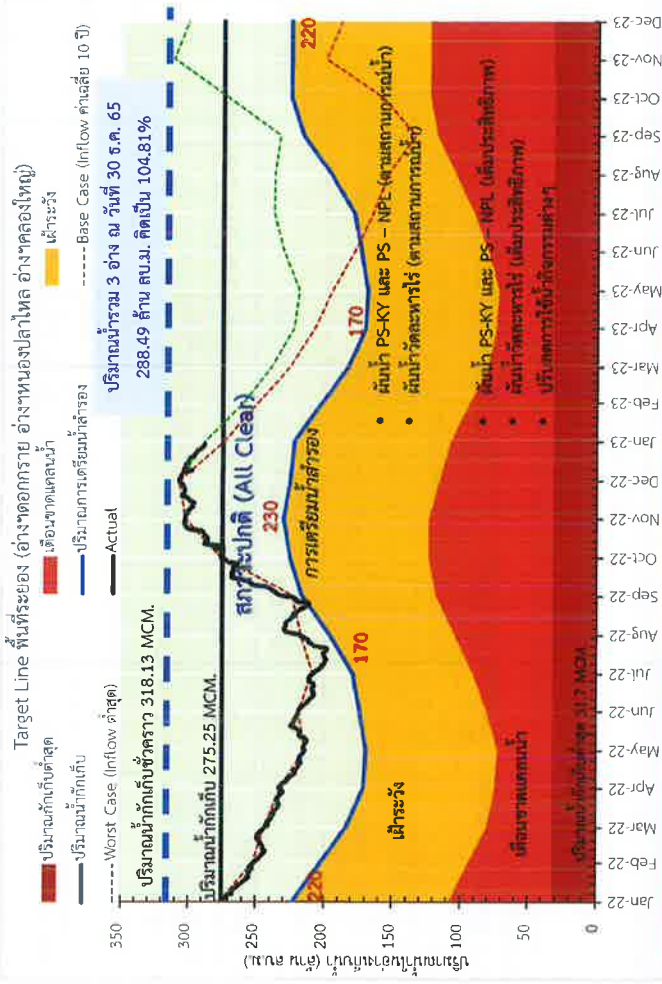 Target Line พื้นที่ระยอง (อ่างฯดอกกราย อ่างฯหนองปลาไหล อ่างฯคลองใหญ่)
ปริมาณกักเก็บต่ำสุด
เตือนขาดแคลนน้ำ
เฝ้าระวัง
ปริมาณน้ำกักเก็บ
ปริมาณการเตรียมน้ำสำรอง
-----Base Case (Inflow ค่าเฉลี่ย 10 ปี)
-----Worst Case (Inflow ต่ำสุด)
Actual
ปริมาณน้ำรวม 3 อ่าง ณ วันที่ 30 ธ.ค. 65
288.49 ล้าน ลบ.ม. คิดเป็น 104.81%
ปริมาณน้ำกักเก็บชั่วคราว 318.13 MCM.
ปริมาณน้ำกักเก็บ 275.25 MCM.
สภาวะปกติ (All Clear)
230
การเตรียมน้ำสำรอง
220
170
170
220
• ผันน้ำ PS-KY และ PS – NPL (ตามสถานการณ์น้ำ)
• ผันน้ำวัดละหารไร่ (ตามสถานการณ์น้ำ)
เฝ้าระวัง
• ผันน้ำ PS-KY และ PS – NPL (เต็มประสิทธิภาพ)
• ผันน้ำวัดละหารไร่ (เต็มประสิทธิภาพ)
• ปรับลดการใช้น้ำกิจกรรมต่างๆ
เตือนขาดแคลนน้ำ
ปริมาณน้ำกักเก็บต่ำสุด 31.7 MCM.
ปริมาณน้ำในอ่างเก็บน้ำ (ล้าน ลบ.ม.)
350
300
250
200
150
100
50
0
Jan-22 Feb-22 Mar-22 Apr-22 May-22 Jun-22 Jul-22 Aug-22 Sep-22 Oct-22 Nov-22 Dec-22 Jan-23 Feb-23 Mar-23 Apr-23 May-23 Jun-23 Jul-23 Aug-23 Sep-23 Oct-23 Nov-23 Dec-23